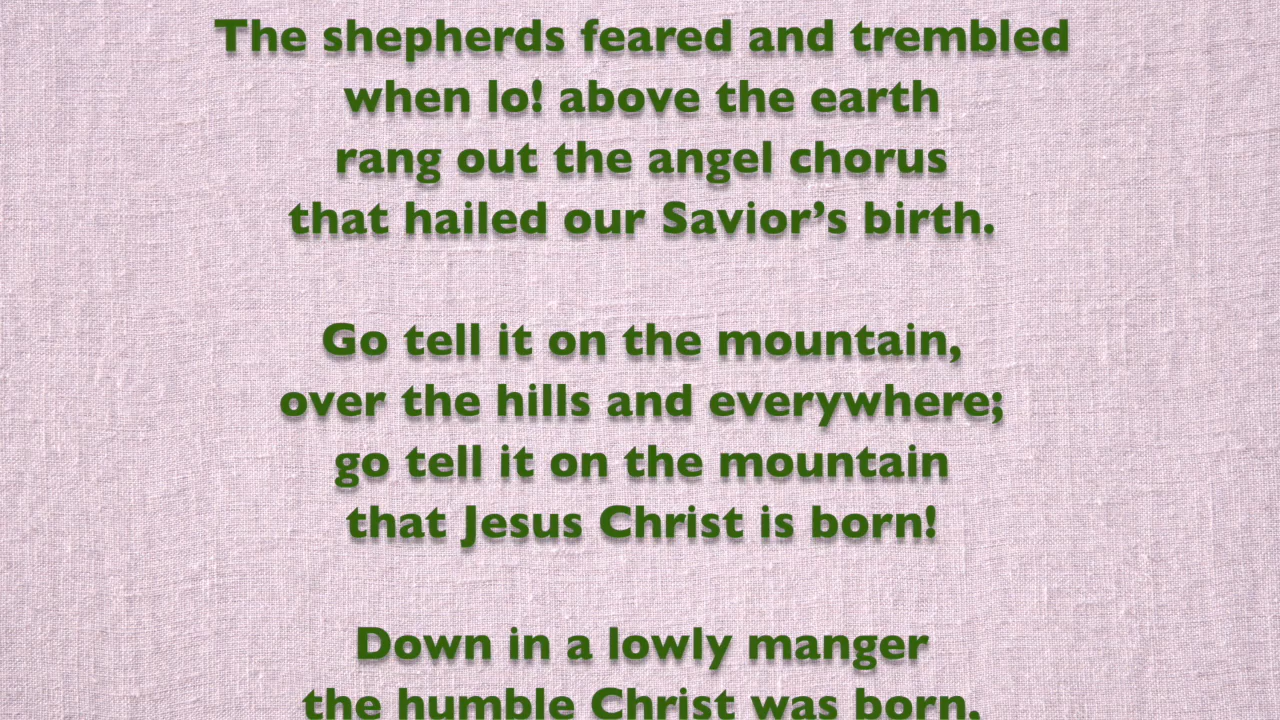 The shepherds feared and trembled
when lo! above the earth
rang out the angel chorus
that hailed our Savior’s birth.
Go tell it on the mountain,
over the hills and everywhere;
go tell it on the mountain
that Jesus Christ is born!
Down in a lowly manger
the humble Christ was born,